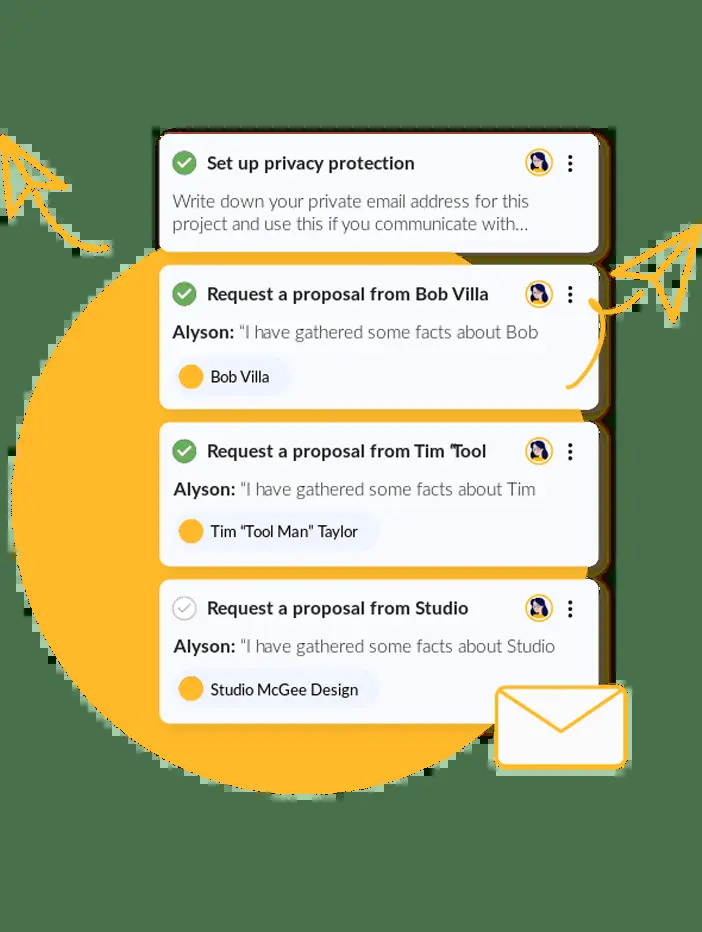 Set up privacy protection
Write down your private email address for this
project and use this if you communicate with...
Request a proposal from Bob Villa
Alyson: “I have gathered some facts about Bob
Bob Villa
Request a proposal from Tim “Tool
Alyson: “I have gathered some facts about Tim
Tim “Tool Man” Taylor
Request a proposal from Studio
Alyson: “I have gathered some facts about Studio
Studio McGee Design